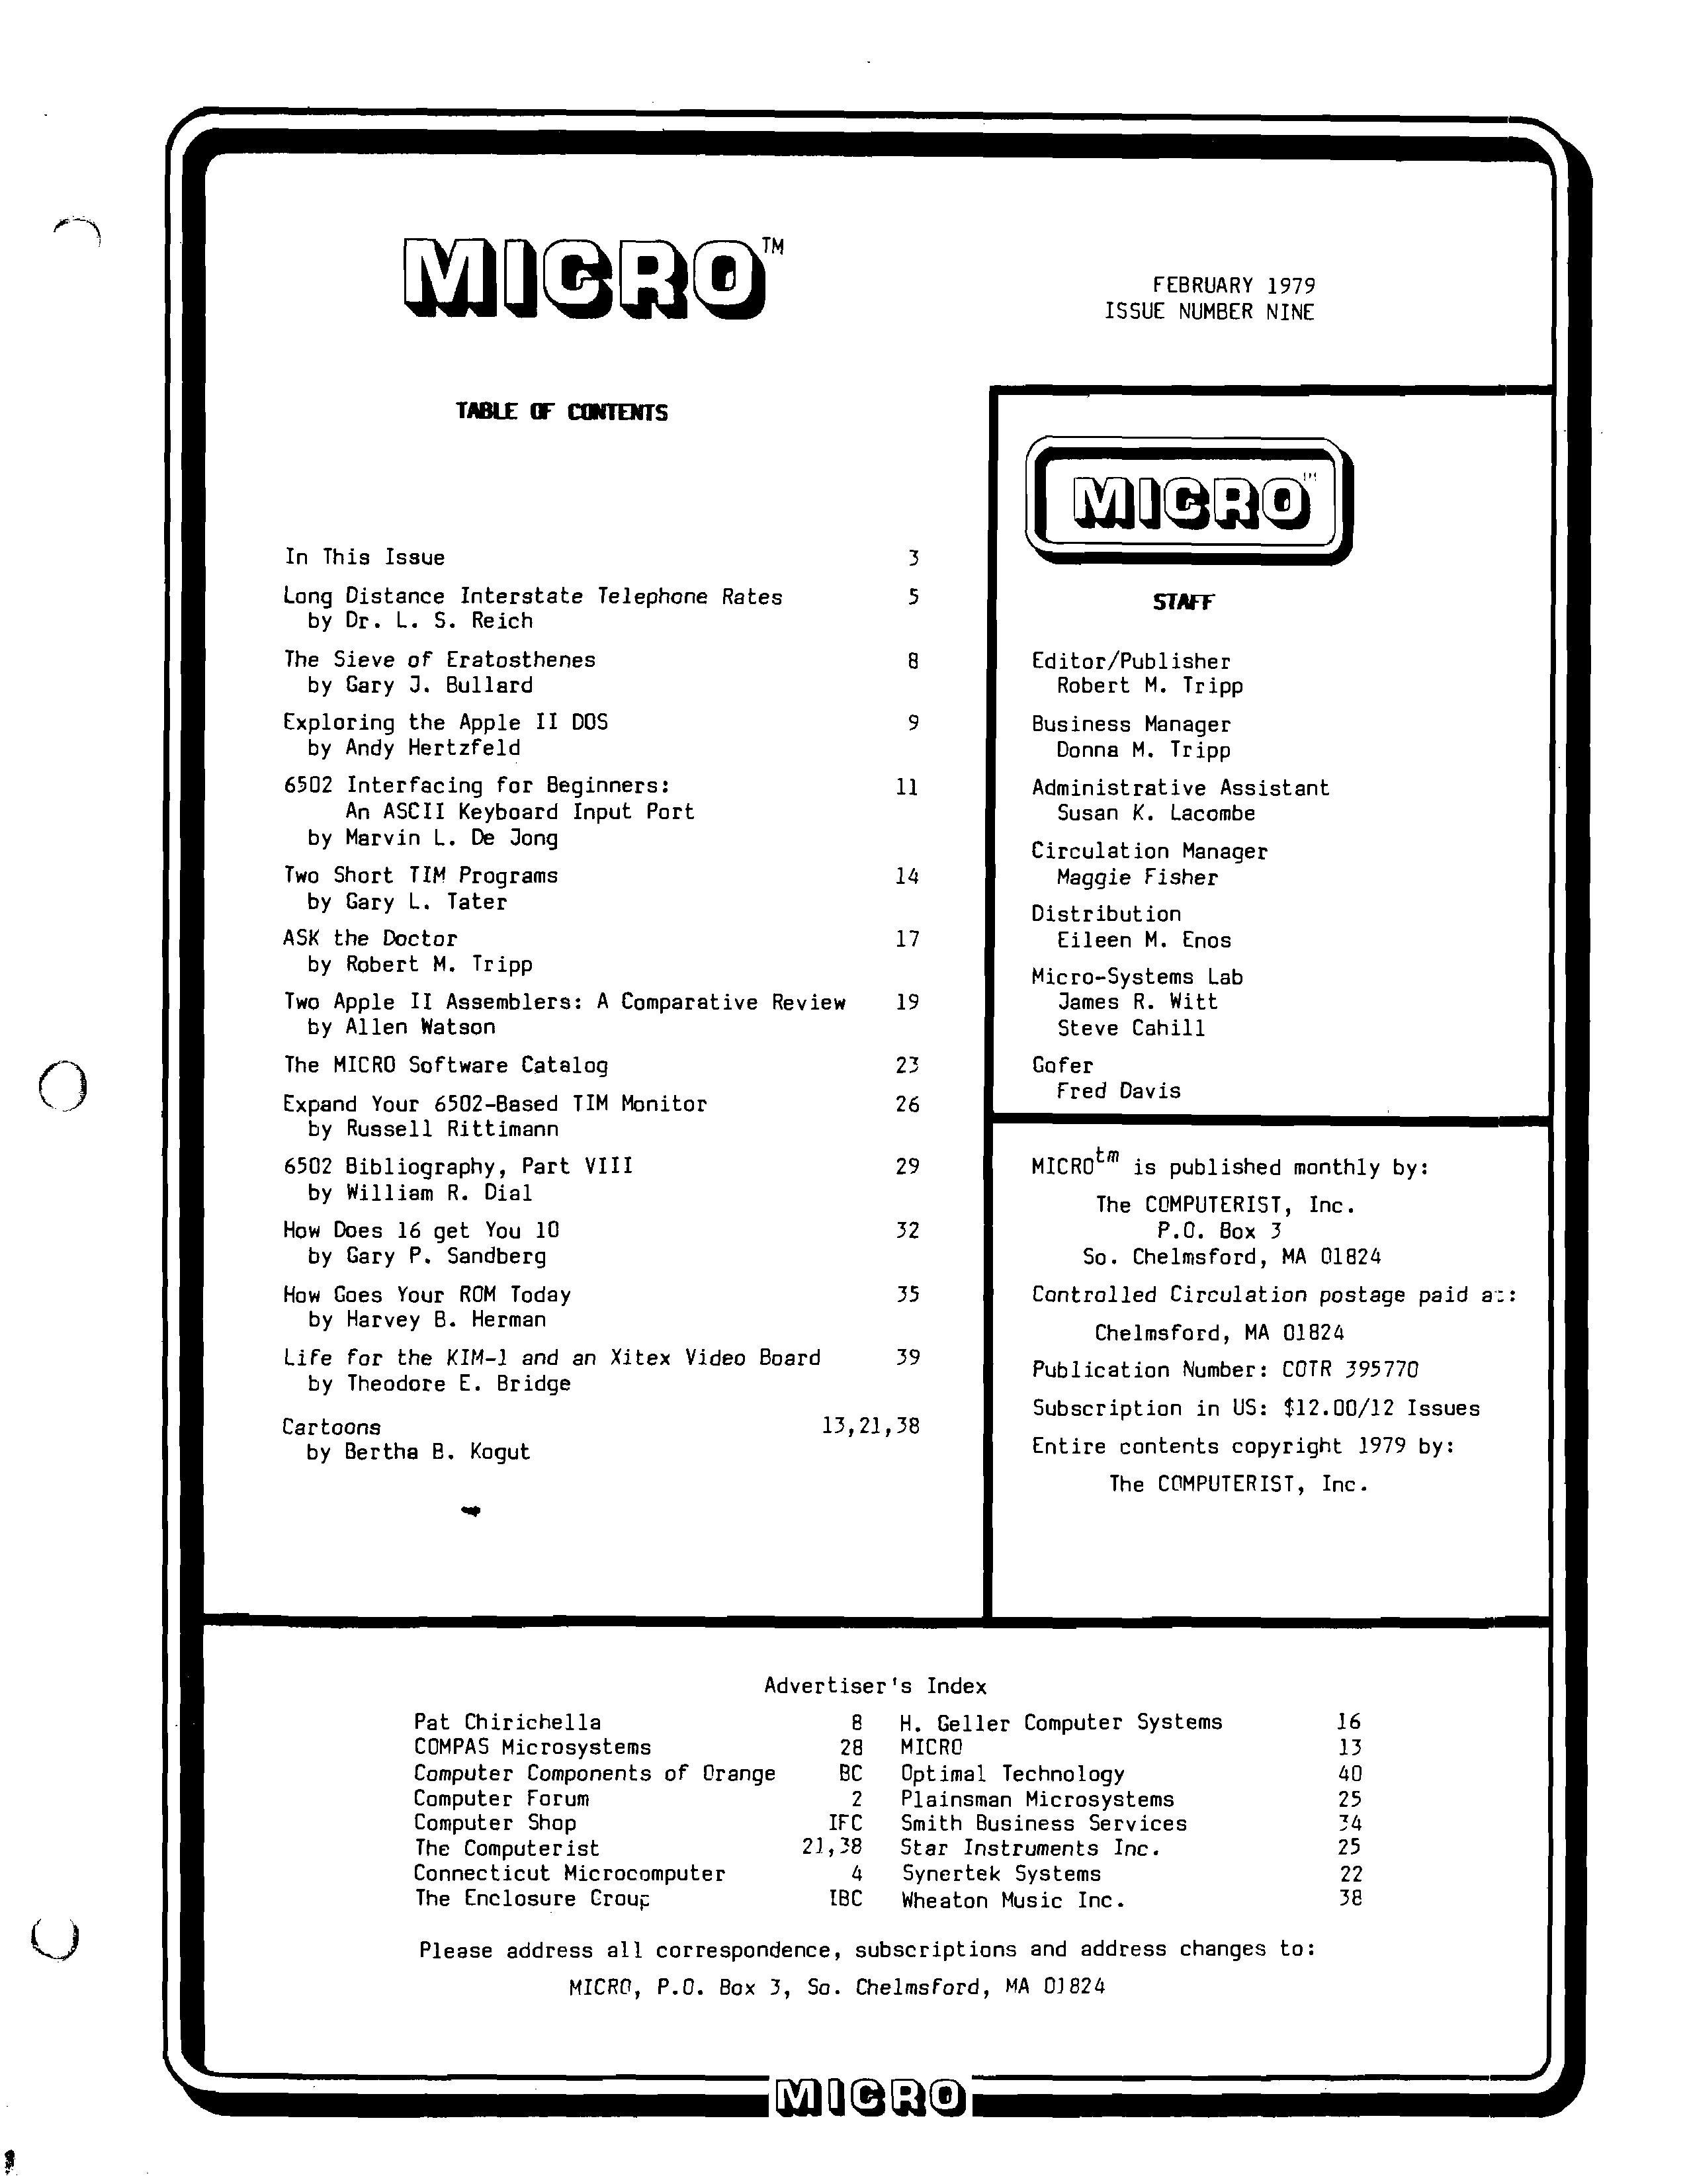 MICRO™
FEBRUARY 1979
ISSUE NUMBER NINE
TABLE OF CONTENTS
In This Issue 3
Long Distance Interstate Telephone Rates 5
by Dr. L. S. Reich
The Sieve of Eratosthenes 8
by Gary J. Bullard
Exploring the Apple II DOS 9
by Andy Hertzfeld
6502 Interfacing for Beginners: 11
An ASCII Keyboard Input Port
by Marvin L. De Jong
Two Short TIM Programs 14
by Gary L. Tater
ASK the Doctor 17
by Robert M. Tripp
Two Apple II Assemblers: A Comparative Review 19
by Allen Watson
The MICRO Software Catalog 23
Expand Your 6502-Based TIM Monitor 26
by Russell Rittimann
6502 Bibliography, Part VIII 29
by William R. Dial
How Does 16 get You 10 32
by Gary P. Sandberg
How Goes Your ROM Today 35
by Harvey B. Herman
Life for the KIM-1 and an Xitex Video Board 39
by Theodore E. Bridge
Cartoons 13,21,38
by Bertha B. Kogut
MICRO™
STAFF
Editor/Publisher
Robert M. Tripp
Business Manager
Donna M. Tripp
Administrative Assistant
Susan K. Lacombe
Circulation Manager
Maggie Fisher
Distribution
Eileen M. Enos
Micro-Systems Lab
James R. Witt
Steve Cahill
Gofer
Fred Davis
MICROtm is published monthly by:
The COMPUTERIST, Inc.
P.O. Box 3
So. Chelmsford, MA 01824
Controlled Circulation postage paid at:
Chelmsford, MA 01824
Publication Number: COTR 395770
Subscription in US: $12.00/12 Issues
Entire contents copyright 1979 by:
The COMPUTERIST, Inc.
Advertiser's Index
Pat Chirichella 8 H. Geller Computer Systems 16
COMPAS Microsystems 28 MICRO 13
Computer Components of Orange BC Optimal Technology 40
Computer Forum 2 Plainsman Microsystems 25
Computer Shop IFC Smith Business Services 34
The Computerist 21,38 Star Instruments Inc. 25
Connecticut Microcomputer 4 Synertek Systems 22
The Enclosure Group IBC Wheaton Music Inc. 38
Please address all correspondence, subscriptions and address changes to:
MICRO, P.O. Box 3, So. Chelmsford, MA 01824
MICRO